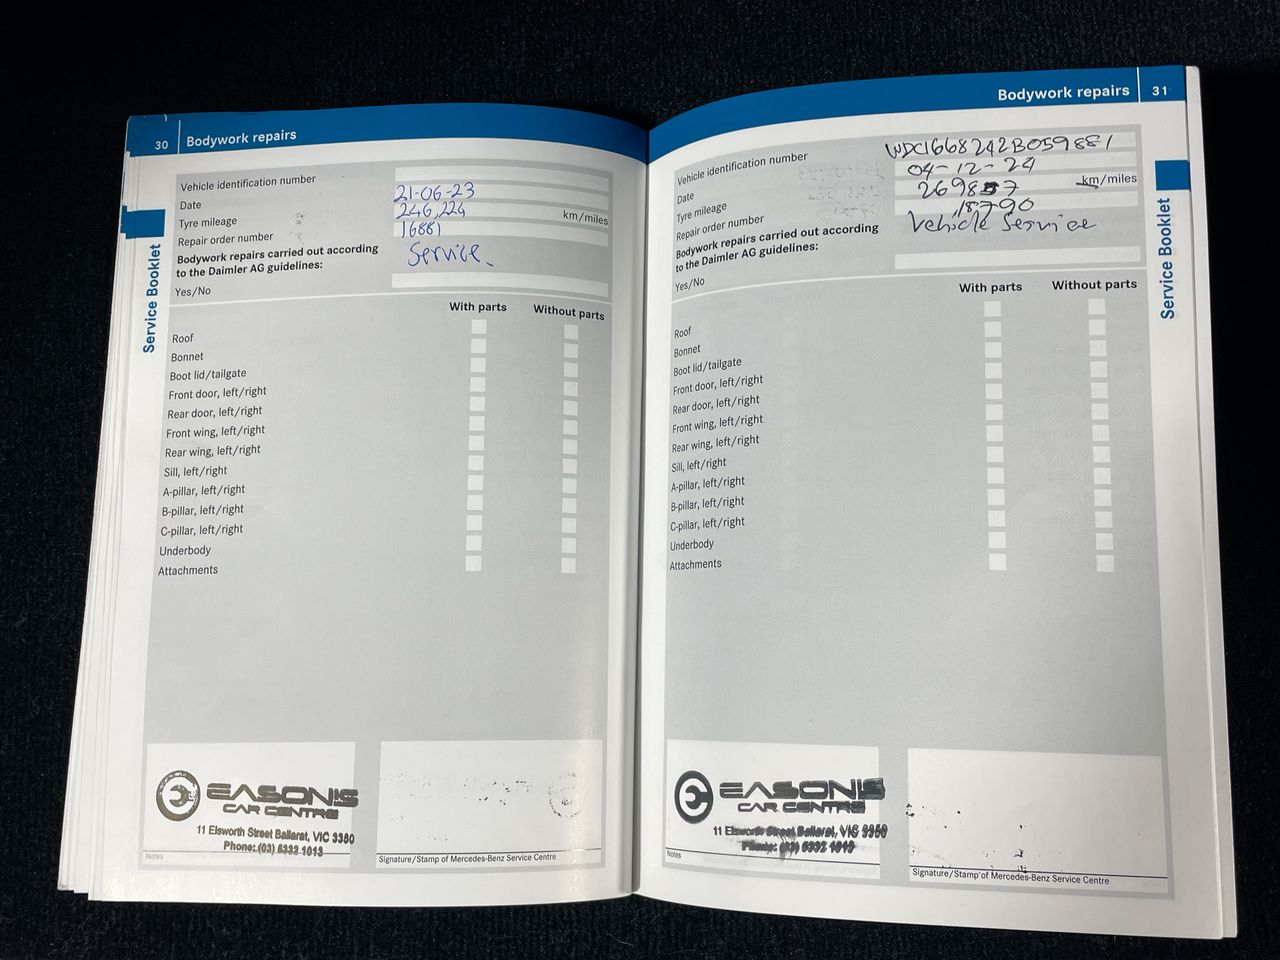 30 Bodywork repairs
Vehicle identification number
Date 21-06-23
Tyre mileage 246,224 km/miles
Repair order number 16881
Bodywork repairs carried out according
to the Daimler AG guidelines:
Service
Yes/No
With parts Without parts
Roof
Bonnet
Boot lid/tailgate
Front door, left/right
Rear door, left/right
Front wing, left/right
Rear wing, left/right
Sill, left/right
A-pillar, left/right
B-pillar, left/right
C-pillar, left/right
Underbody
Attachments
EASON'S
CAR CENTRE
11 Elsworth Street Ballarat, VIC 3350
Phone: (03) 5332 1013
Notes
Signature/Stamp of Mercedes-Benz Service Centre
Service Booklet
Bodywork repairs 31
Vehicle identification number WDC1668242B059881
Date 04-12-24
Tyre mileage 269857 km/miles
Repair order number 18790
Bodywork repairs carried out according
to the Daimler AG guidelines:
Vehicle Service
Yes/No
With parts Without parts
Roof
Bonnet
Boot lid/tailgate
Front door, left/right
Rear door, left/right
Front wing, left/right
Rear wing, left/right
Sill, left/right
A-pillar, left/right
B-pillar, left/right
C-pillar, left/right
Underbody
Attachments
EASON'S
CAR CENTRE
11 Elsworth Street Ballarat, VIC 3350
Phone: (03) 5332 1013
Notes
Signature/Stamp of Mercedes-Benz Service Centre
Service Booklet